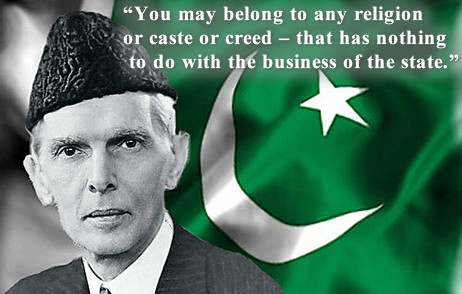 “You may belong to any religion
or caste or creed – that has nothing
to do with the business of the state.”